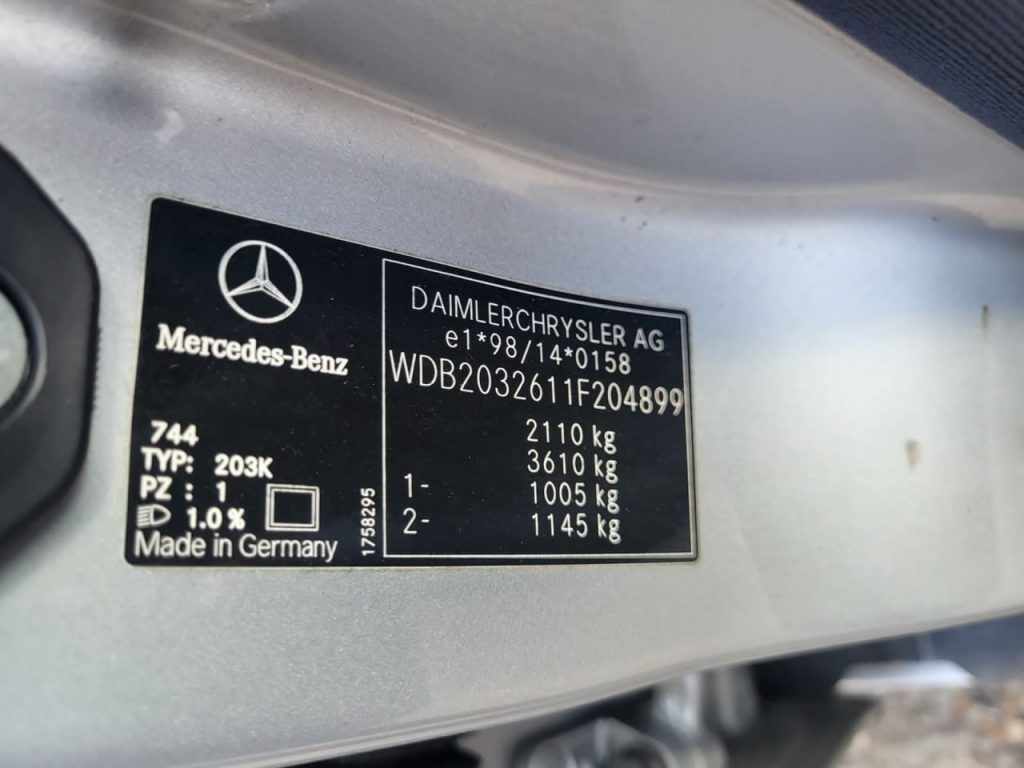 Mercedes-Benz
744
TYP: 203K
PZ : 1
1.0 %
Made in Germany
1758295
DAIMLERCHRYSLER AG
e1*98/14*0158
WDB2032611F204899
2110 kg
3610 kg
1- 1005 kg
2- 1145 kg